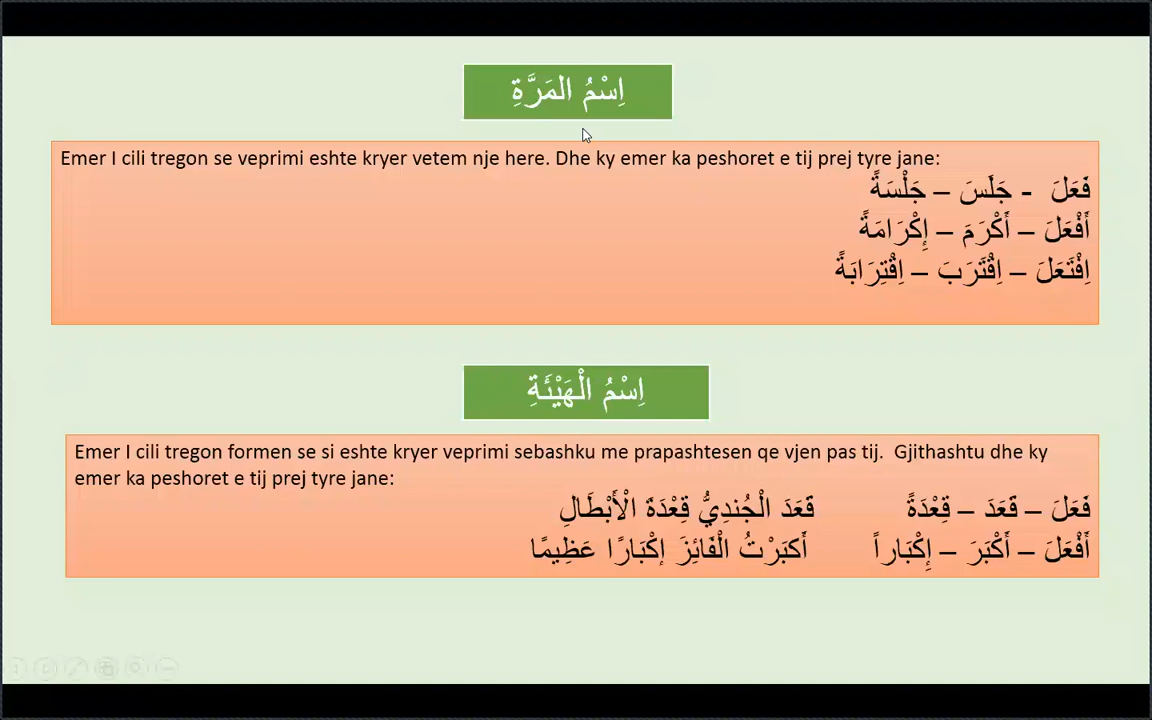 اِسْمُ المَرَّةِ
Emer I cili tregon se veprimi eshte kryer vetem nje here. Dhe ky emer ka peshoret e tij prej tyre jane:
فَعَلَ - جَلَسَ – جَلْسَةً
أَفْعَلَ – أَكْرَمَ – إِكْرَامَةً
اِفْتَعَلَ – اِقْتَرَبَ – اِقْتِرَابَةً
اِسْمُ الْهَيْئَةِ
Emer I cili tregon formen se si eshte kryer veprimi sebashku me prapashtesen qe vjen pas tij. Gjithashtu dhe ky
emer ka peshoret e tij prej tyre jane:
فَعَلَ – قَعَدَ – قِعْدَةً قَعَدَ الْجُندِيُّ قِعْدَةَ الْأَبْطَالِ
أَفْعَلَ – أَكْبَرَ – إِكْبَاراً أَكبَرْتُ الْفَائِزَ إِكْبَارًا عَظِيمًا